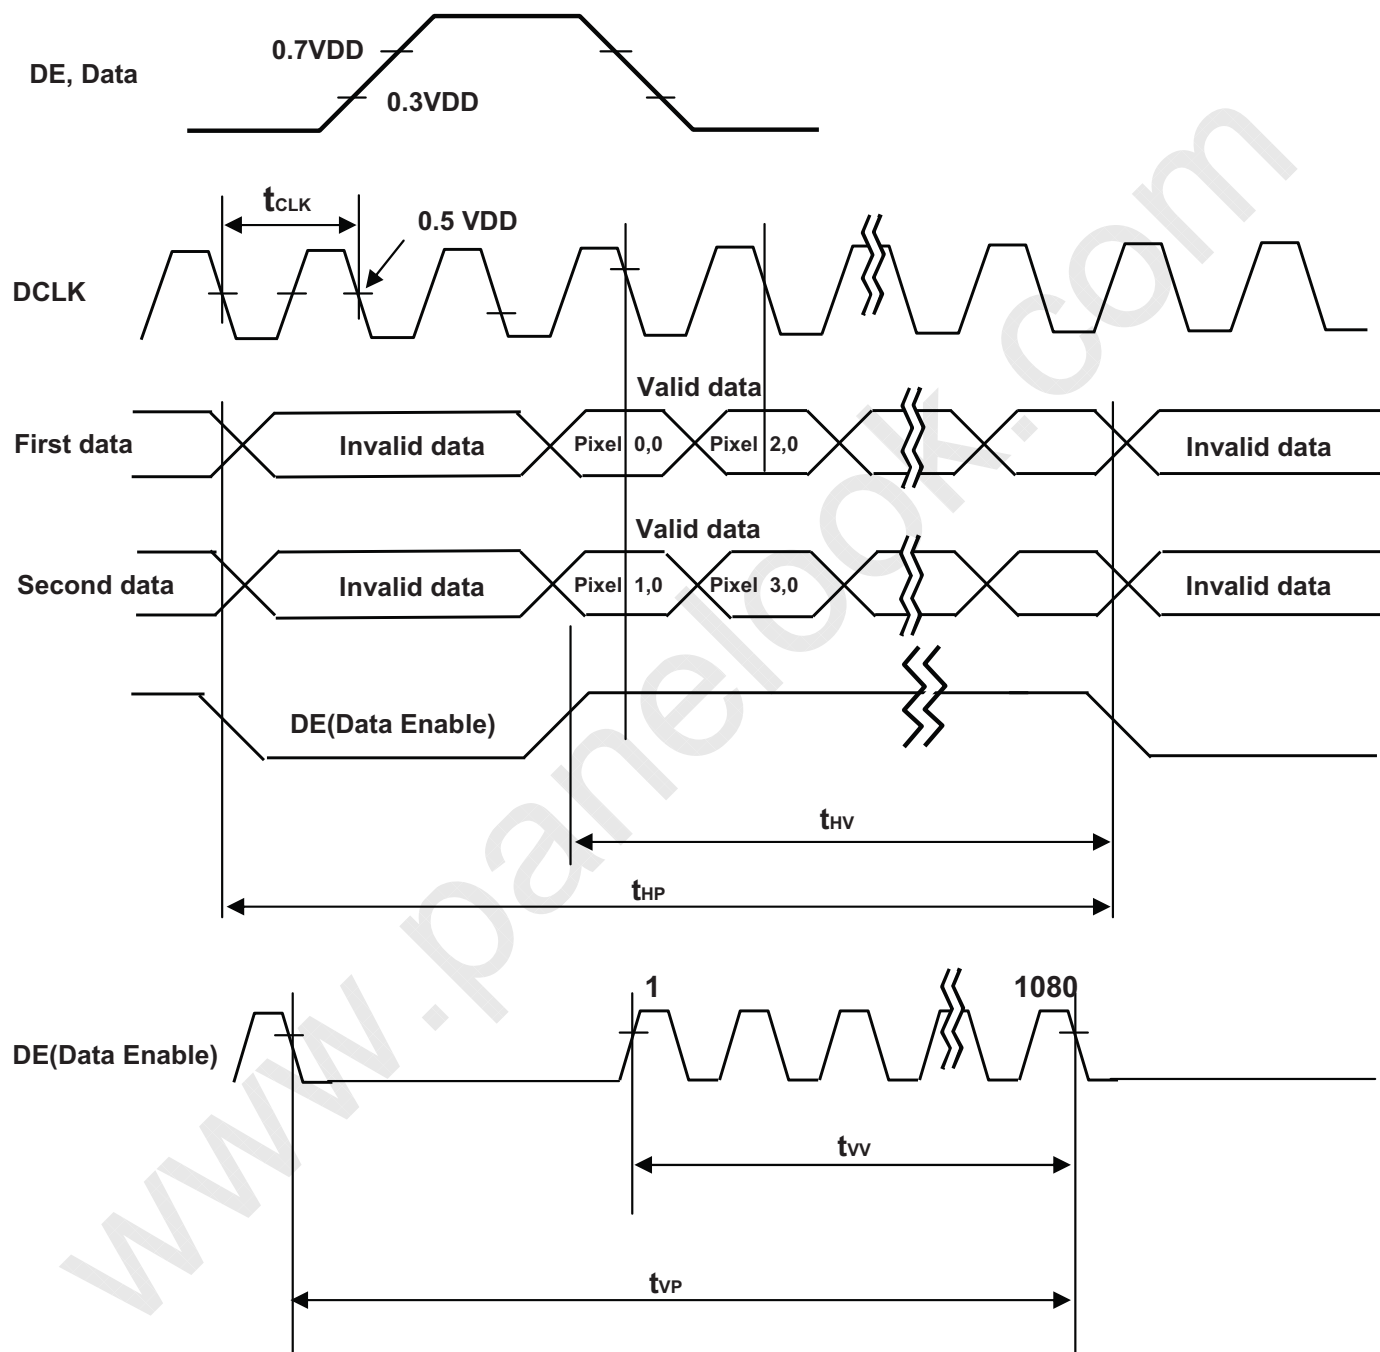 0.7VDD
DE, Data
0.3VDD
tCLK
0.5 VDD
DCLK
Valid data
First data
Invalid data
Pixel 0,0
Pixel 2,0
Invalid data
Valid data
Second data
Invalid data
Pixel 1,0
Pixel 3,0
Invalid data
DE(Data Enable)
tHV
tHP
1
1080
DE(Data Enable)
tVV
tVP
www.panelook.com